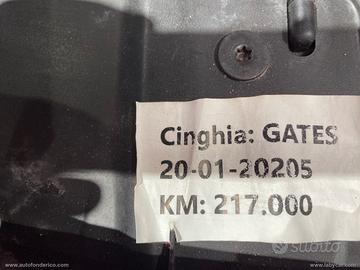 Cinghia: GATES
20-01-20205
KM: 217.000
subito
www.autofonderico.com
www.labycar.com